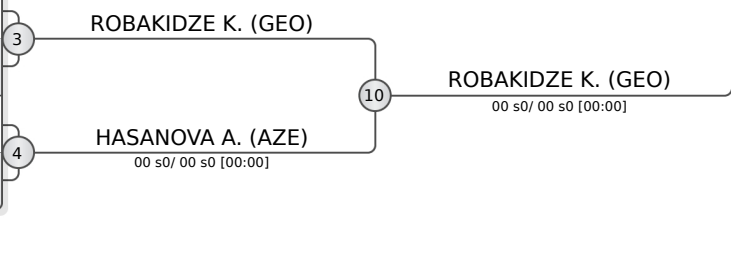 ROBAKIDZE K. (GEO)
3
10
ROBAKIDZE K. (GEO)
00 s0/ 00 s0 [00:00]
HASANOVA A. (AZE)
4
00 s0/ 00 s0 [00:00]